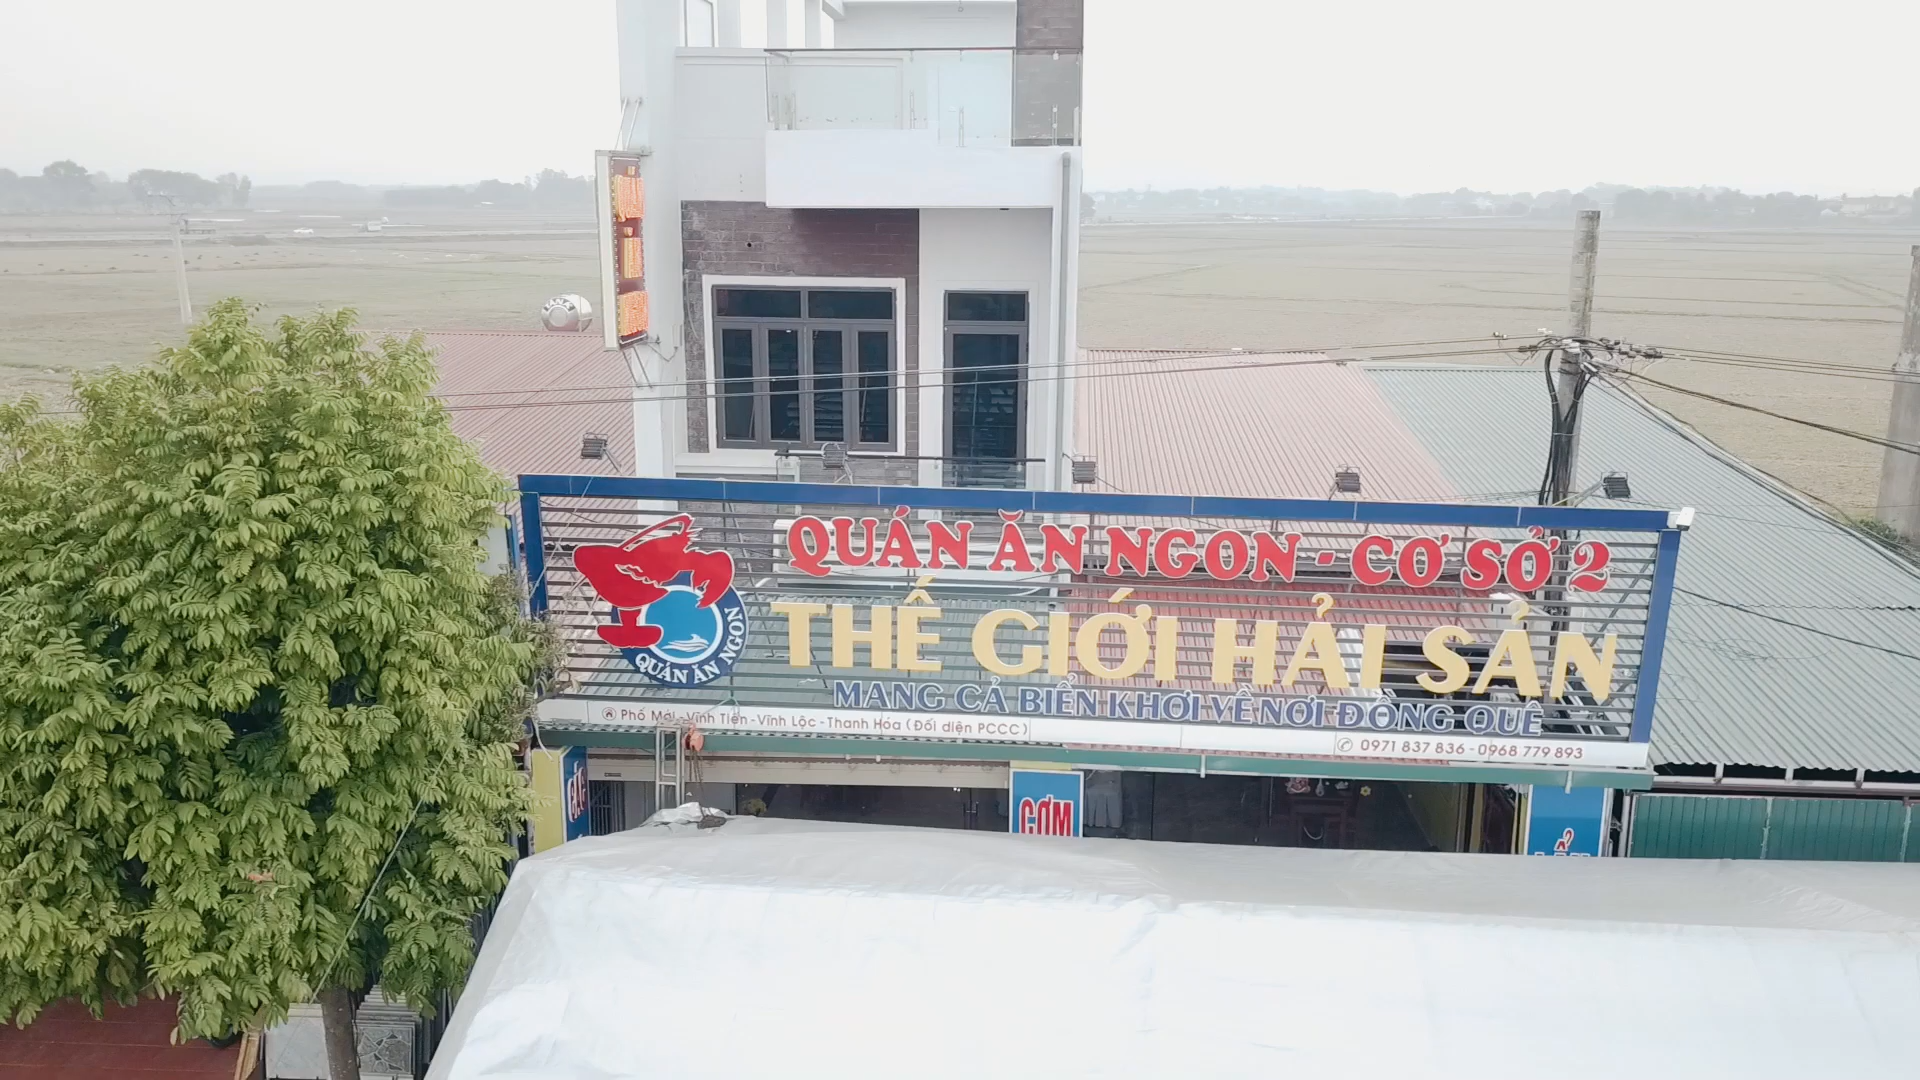 TANA
QUÁN ĂN NGON - CƠ SỞ 2
THẾ GIỚI HẢI SẢN
MANG CẢ BIỂN KHƠI VỀ NƠI ĐỒNG QUÊ
QUÁN ĂN NGON
Phố Mới - Vĩnh Tiến - Vĩnh Lộc - Thanh Hóa (Đối diện PCCC)
0971 837 836 - 0968 779 893
CƠM